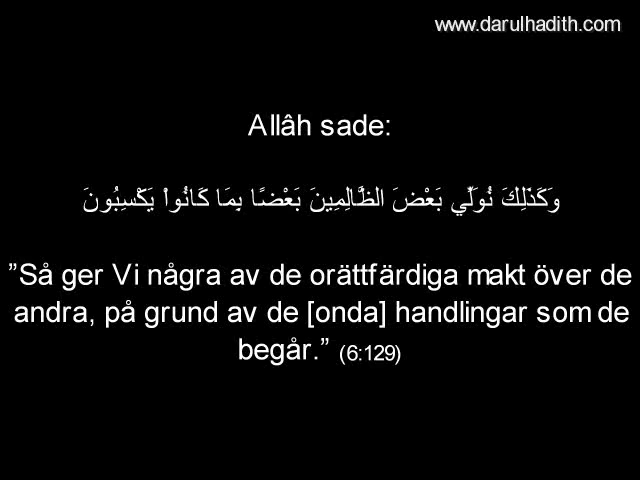 www.darulhadith.com
Allâh sade:
وَكَذَٰلِكَ نُوَلِّي بَعْضَ الظَّالِمِينَ بَعْضًا بِمَا كَانُواْ يَكْسِبُونَ
”Så ger Vi några av de orättfärdiga makt över de
andra, på grund av de [onda] handlingar som de
begår.” (6:129)